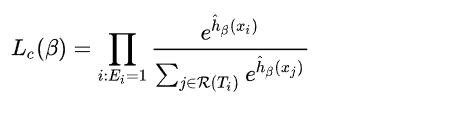 $$L_c(\beta) = \prod_{i:E_i=1} \frac{e^{\hat{h}_\beta(x_i)}}{\sum_{j \in \mathcal{R}(T_i)} e^{\hat{h}_\beta(x_j)}}$$